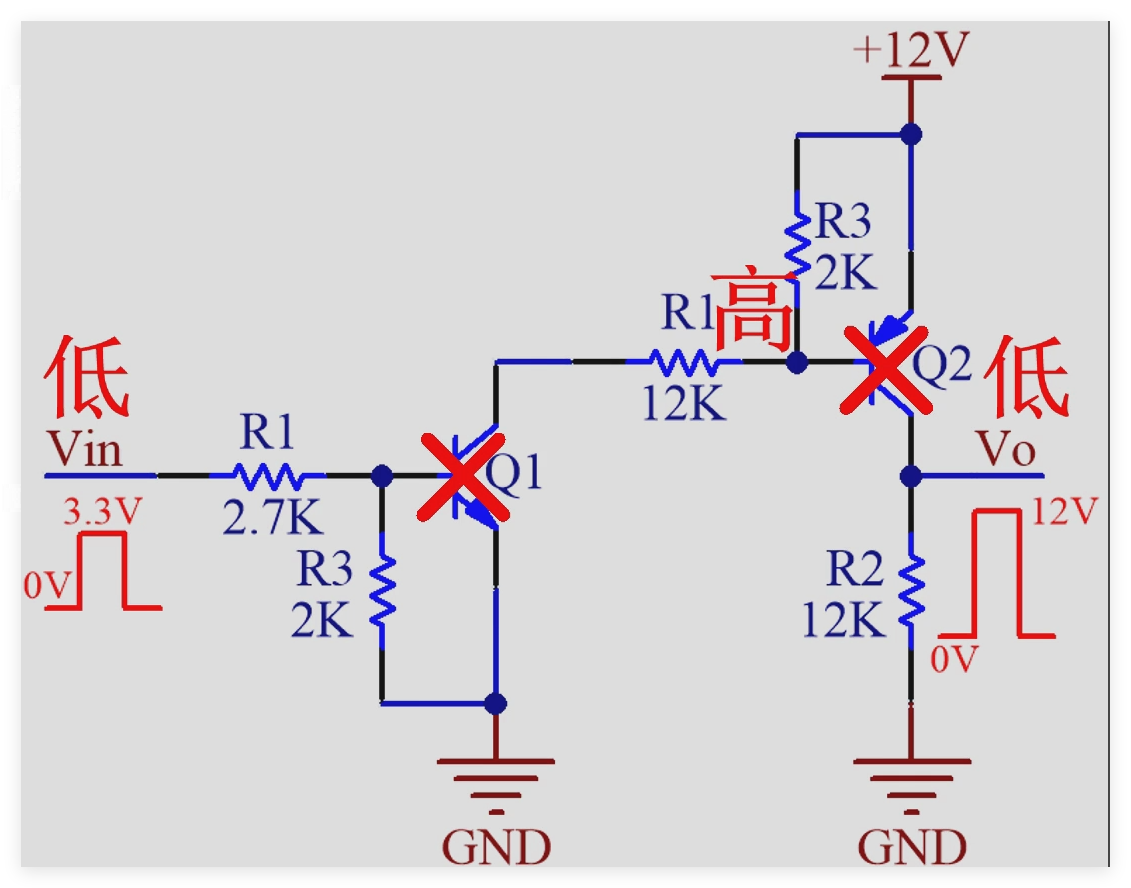 +12V
R3
2K
高
R1
12K
Q2
低
低
Vin
R1
2.7K
Q1
Vo
3.3V
0V
R3
2K
12V
R2
12K
0V
GND
GND